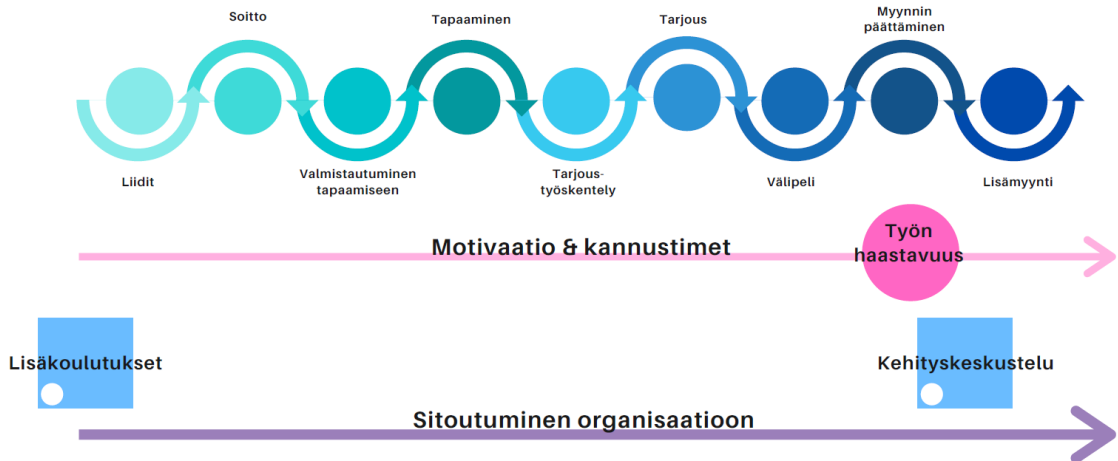 Soitto
Tapaaminen
Tarjous
Myynnin
päättäminen
Liidit
Valmistautuminen
tapaamiseen
Tarjous-
työskentely
Välipeli
Lisämyynti
Motivaatio & kannustimet
Työn
haastavuus
Lisäkoulutukset
Kehityskeskustelu
Sitoutuminen organisaatioon